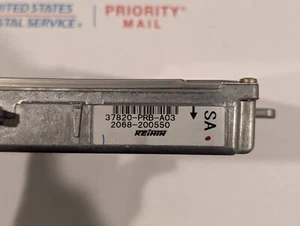 UNITED STATES
POSTAL SERVICE®
PRIORITY®
MAIL
37820-PRB-A03
2068-200550
KEIHIN
SA